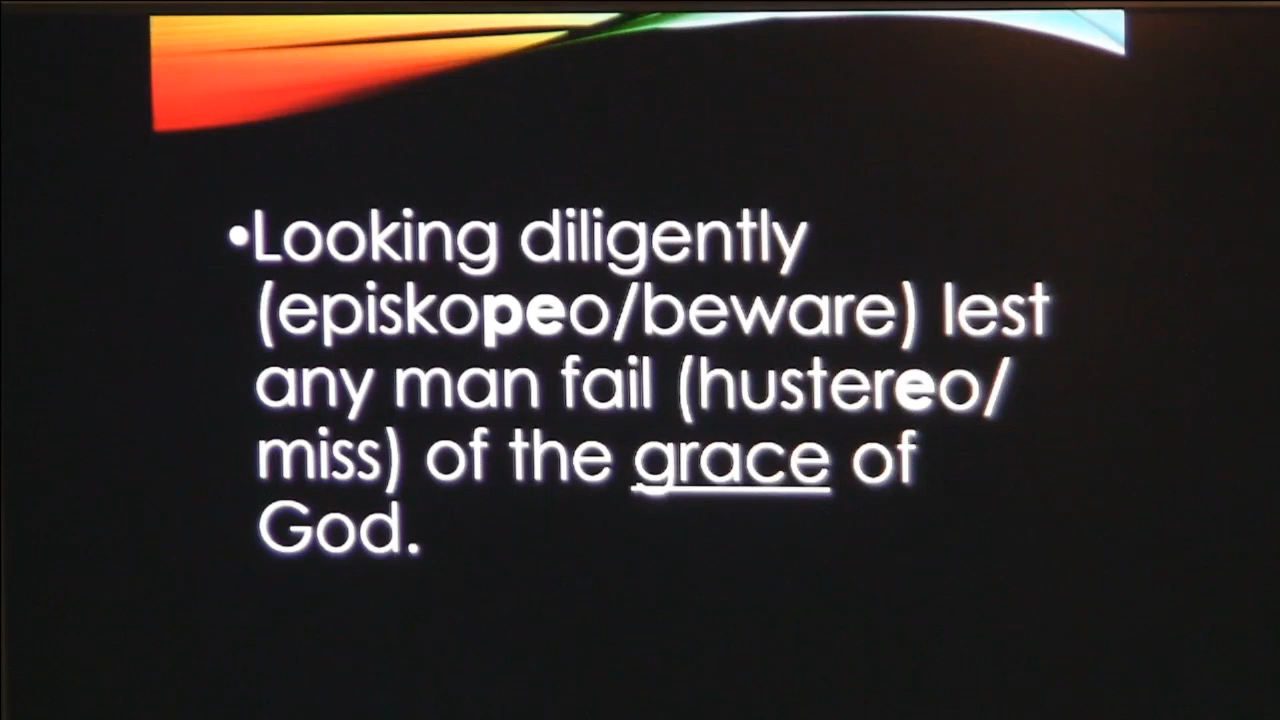 •Looking diligently
(episkopeo/beware) lest
any man fail (hustereo/
miss) of the grace of
God.